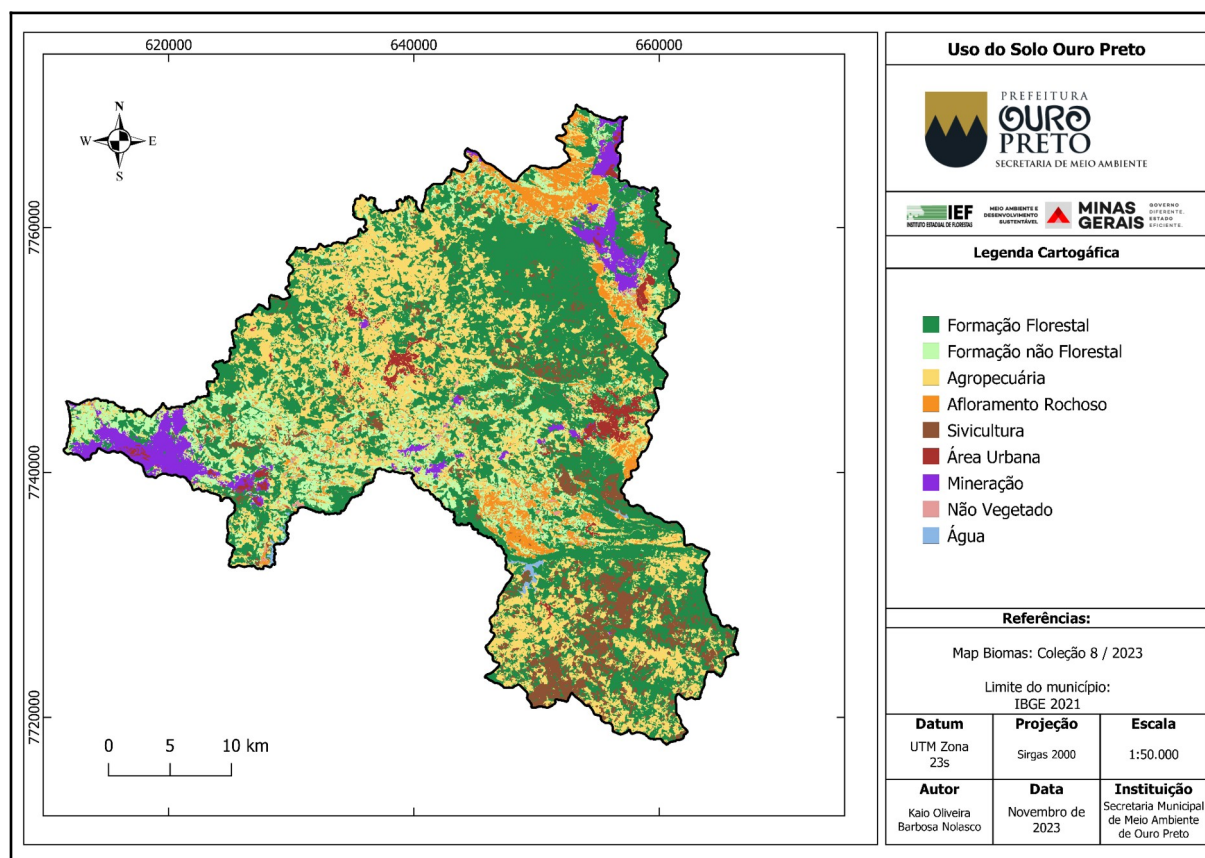 620000
640000
660000
7760000
7740000
7720000
N
W
E
S
0 5 10 km
Uso do Solo Ouro Preto
PREFEITURA
OURO
PRETO
SECRETARIA DE MEIO AMBIENTE
IEF
INSTITUTO ESTADUAL DE FLORESTAS
MEIO AMBIENTE E
DESENVOLVIMENTO
SUSTENTÁVEL
MINAS
GERAIS
GOVERNO
DIFERENTE.
ESTADO
EFICIENTE.
Legenda Cartogáfica
Formação Florestal
Formação não Florestal
Agropecuária
Afloramento Rochoso
Sivicultura
Área Urbana
Mineração
Não Vegetado
Água
Referências:
Map Biomas: Coleção 8 / 2023
Limite do município:
IBGE 2021
Datum
UTM Zona
23s
Projeção
Sirgas 2000
Escala
1:50.000
Autor
Kaio Oliveira
Barbosa Nolasco
Data
Novembro de
2023
Instituição
Secretaria Municipal
de Meio Ambiente
de Ouro Preto